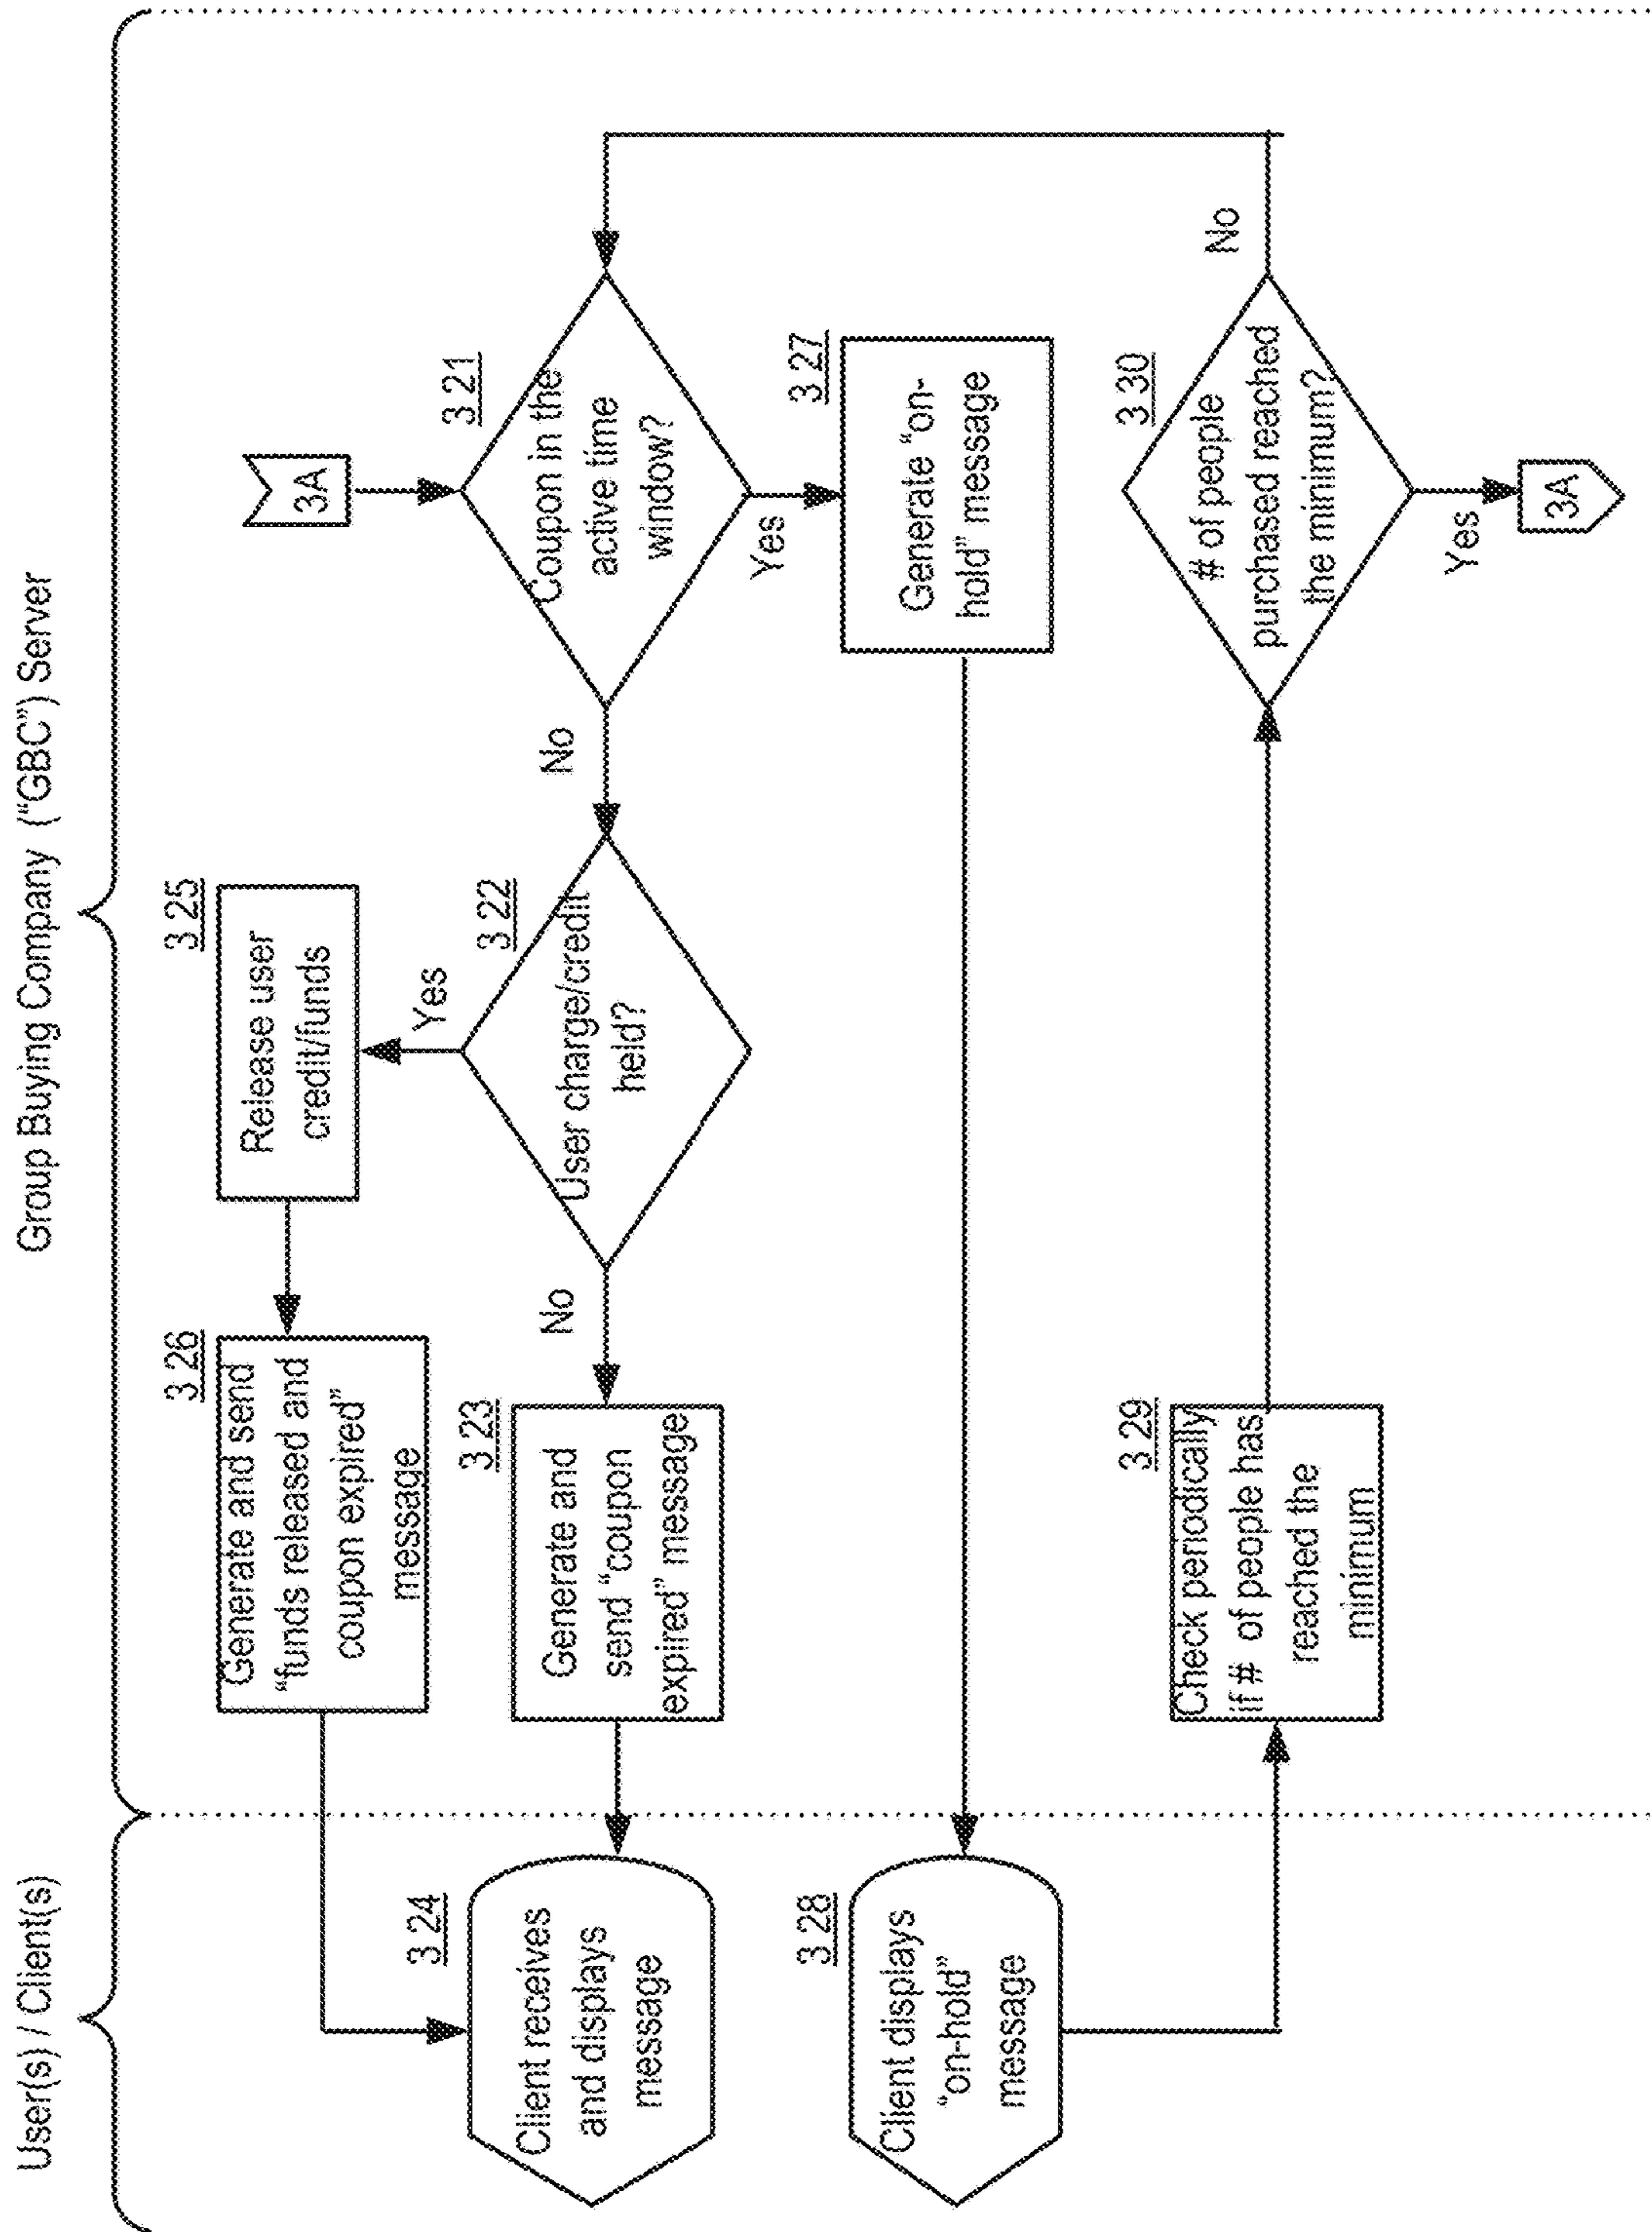 User(s) / Client(s)
Group Buying Company ("GBC") Server
3A
3 21
Coupon in the
active time
window?
No
Yes
3 22
User charge/credit
held?
Yes
No
3 25
Release user
credit/funds
3 26
Generate and send
“funds released and
coupon expired”
message
3 23
Generate and
send “coupon
expired” message
3 24
Client receives
and displays
message
3 27
Generate “on-
hold” message
3 28
Client displays
“on-hold”
message
3 29
Check periodically
if # of people has
reached the
minimum
3 30
# of people
purchased reached
the minimum?
No
Yes
3A